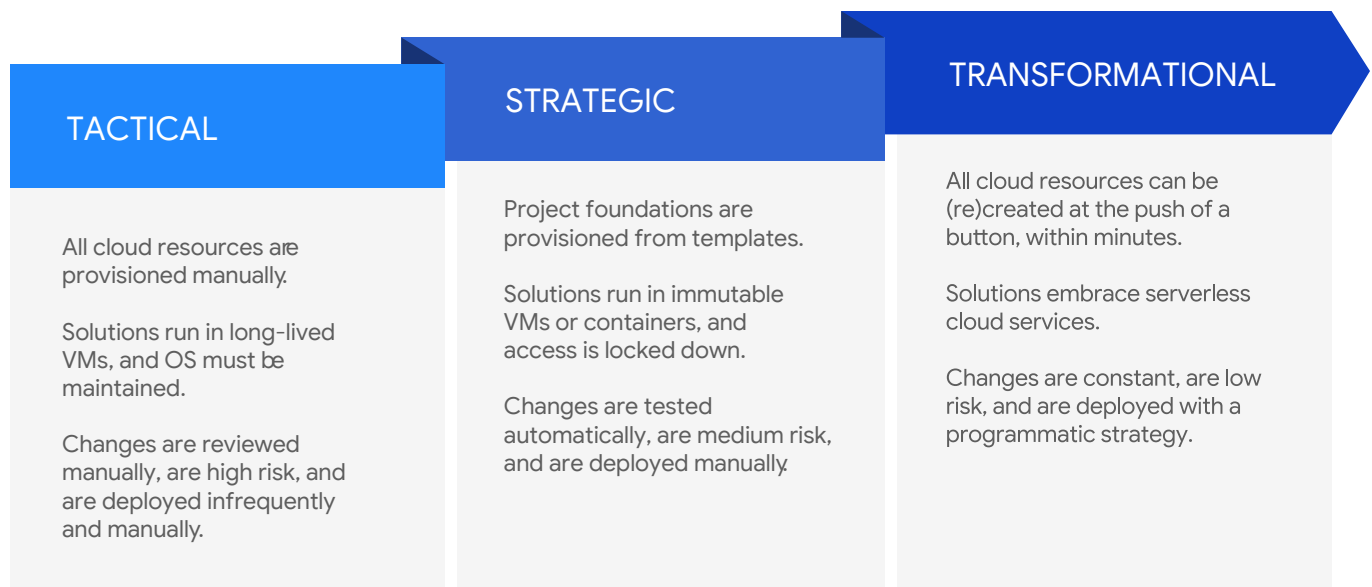 TACTICAL
All cloud resources are
provisioned manually.
Solutions run in long-lived
VMs, and OS must be
maintained.
Changes are reviewed
manually, are high risk, and
are deployed infrequently
and manually.
STRATEGIC
Project foundations are
provisioned from templates.
Solutions run in immutable
VMs or containers, and
access is locked down.
Changes are tested
automatically, are medium risk,
and are deployed manually.
TRANSFORMATIONAL
All cloud resources can be
(re)created at the push of a
button, within minutes.
Solutions embrace serverless
cloud services.
Changes are constant, are low
risk, and are deployed with a
programmatic strategy.